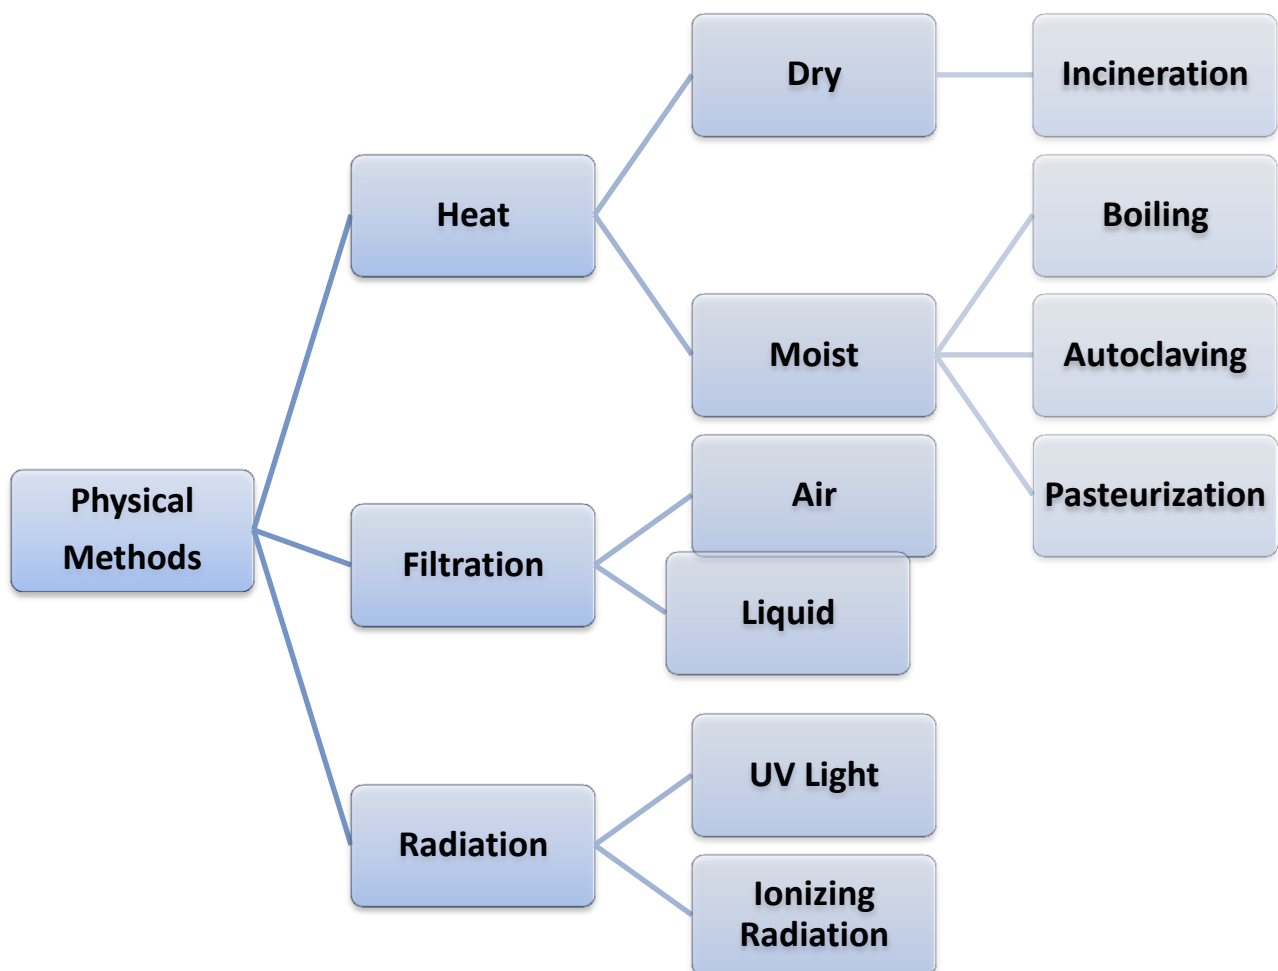 Physical
Methods
Heat
Dry
Incineration
Moist
Boiling
Autoclaving
Pasteurization
Filtration
Air
Liquid
Radiation
UV Light
Ionizing
Radiation